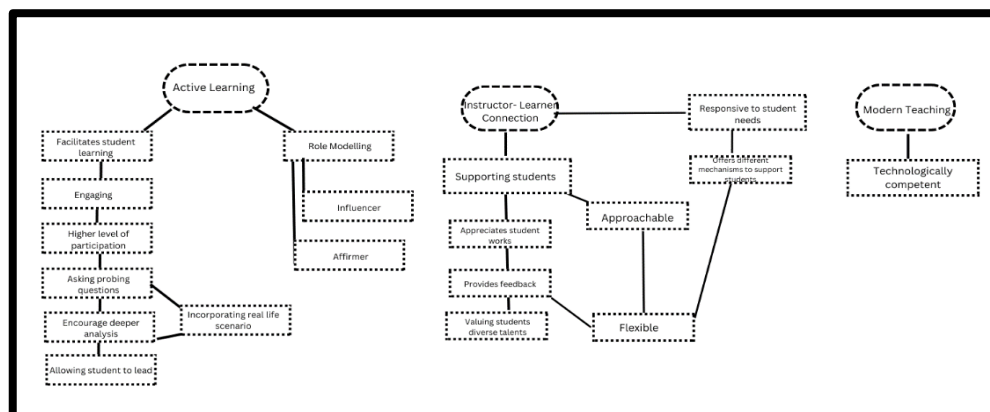 Active Learning
Facilitates student
learning
Role Modelling
Engaging
Influencer
Higher level of
participation
Affirmer
Asking probing
questions
Incorporating real life
scenario
Encourage deeper
analysis
Allowing student to lead
Instructor- Learner
Connection
Responsive to student
needs
Supporting students
Offers different
mechanisms to support
students
Approachable
Appreciates student
works
Provides feedback
Valuing students
diverse talents
Flexible
Modern Teaching
Technologically
competent